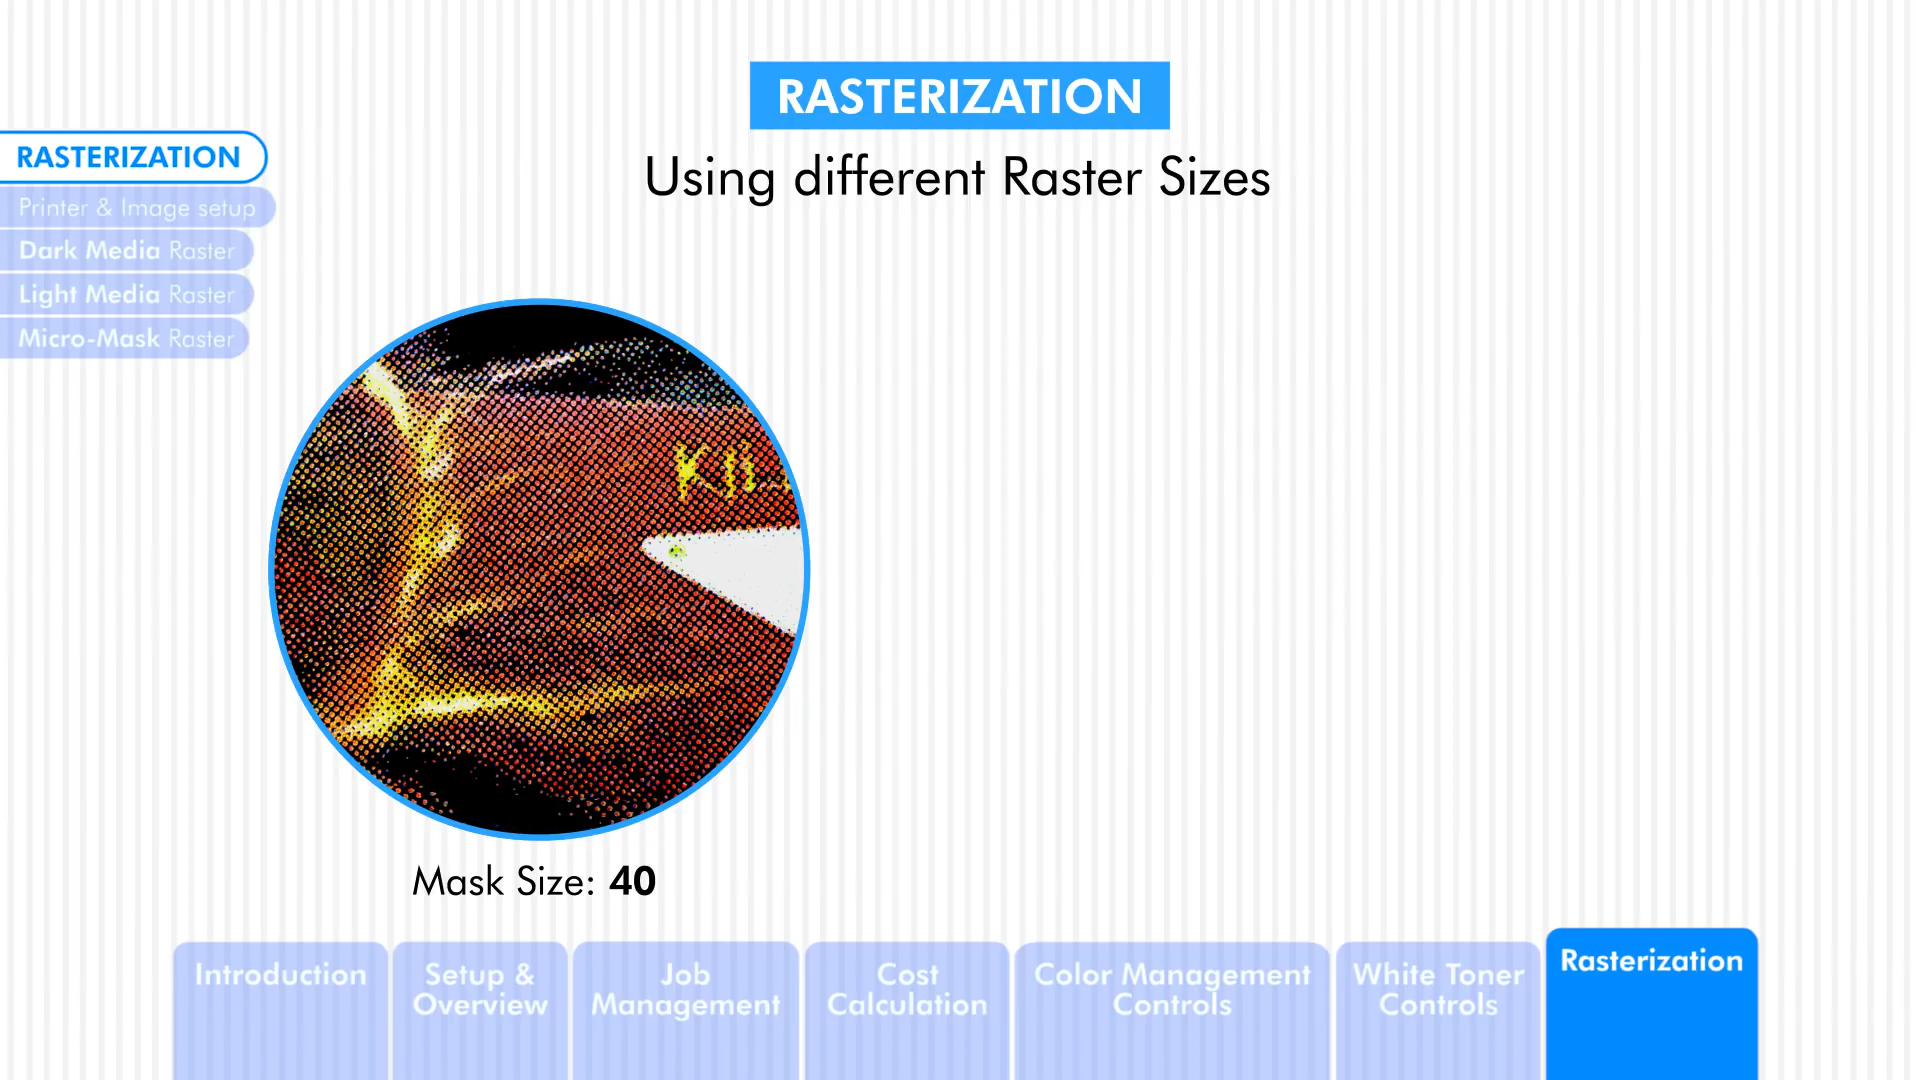 RASTERIZATION
Using different Raster Sizes
RASTERIZATION
Printer & Image setup
Dark Media Raster
Light Media Raster
Micro-Mask Raster
Mask Size: 40
Introduction
Setup &
Overview
Job
Management
Cost
Calculation
Color Management
Controls
White Toner
Controls
Rasterization